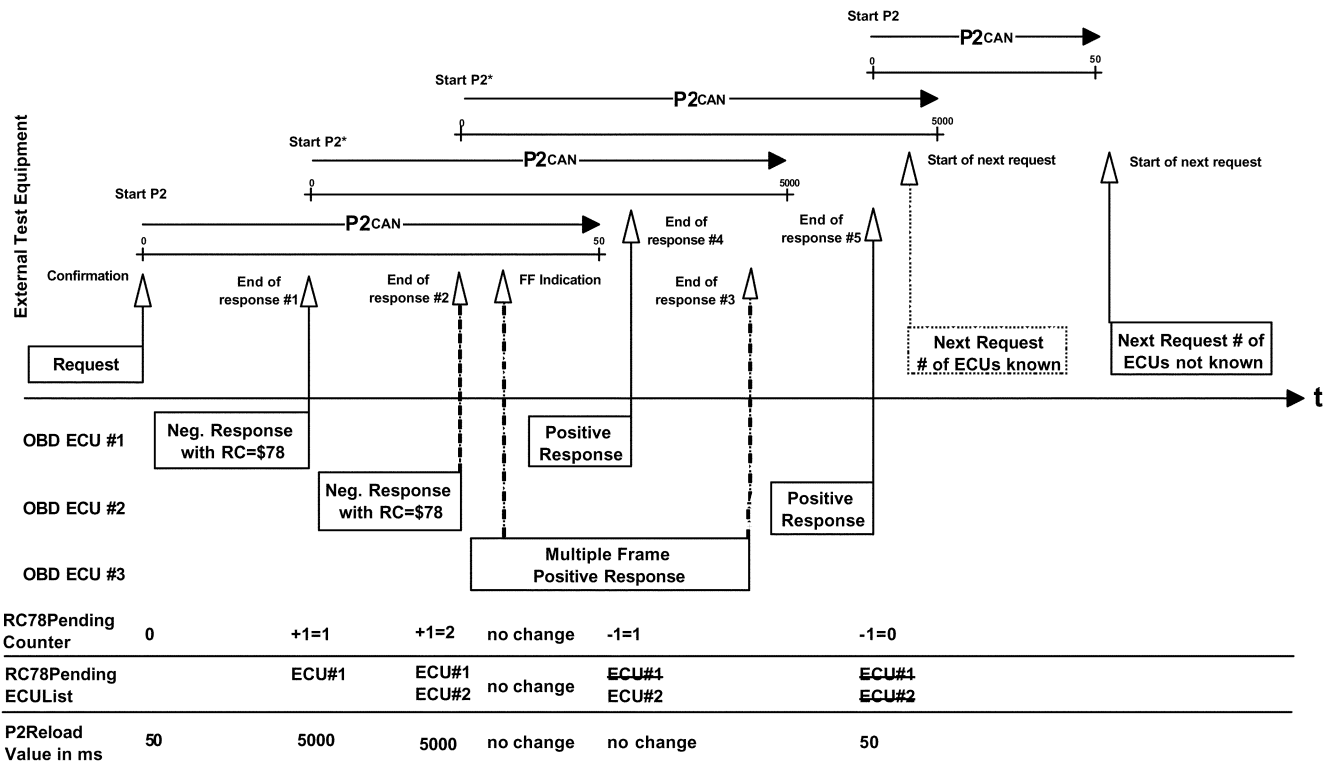 Start P2
P2CAN
0 50
Start P2*
P2CAN
0 5000
Start P2*
P2CAN
0 5000
Start P2
P2CAN
0 50
External Test Equipment
Confirmation
End of
response #1
End of
response #2
FF Indication
End of
response #4
End of
response #3
End of
response #5
Start of next request
Start of next request
Request
Next Request
# of ECUs known
Next Request # of
ECUs not known
t
OBD ECU #1
Neg. Response
with RC=$78
Positive
Response
OBD ECU #2
Neg. Response
with RC=$78
Positive
Response
OBD ECU #3
Multiple Frame
Positive Response
RC78Pending
Counter
0 +1=1 +1=2 no change -1=1 -1=0
RC78Pending
ECUList
ECU#1
ECU#1
ECU#2
no change
ECU#1
ECU#2
ECU#1
ECU#2
P2Reload
Value in ms
50 5000 5000 no change no change 50